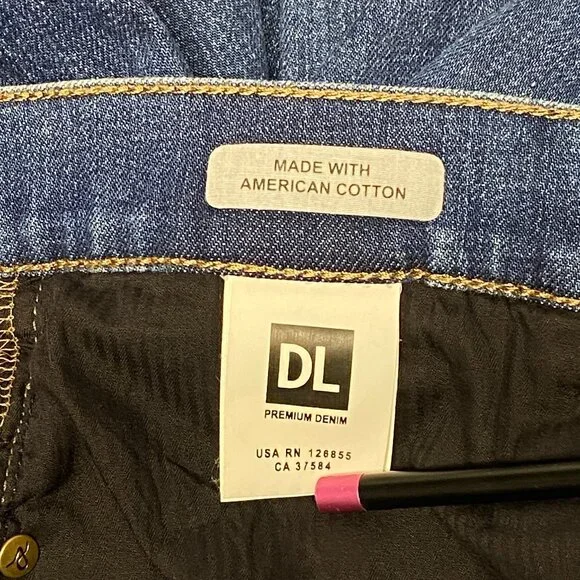 MADE WITH
AMERICAN COTTON
DL
PREMIUM DENIM
USA RN 126855
CA 37584